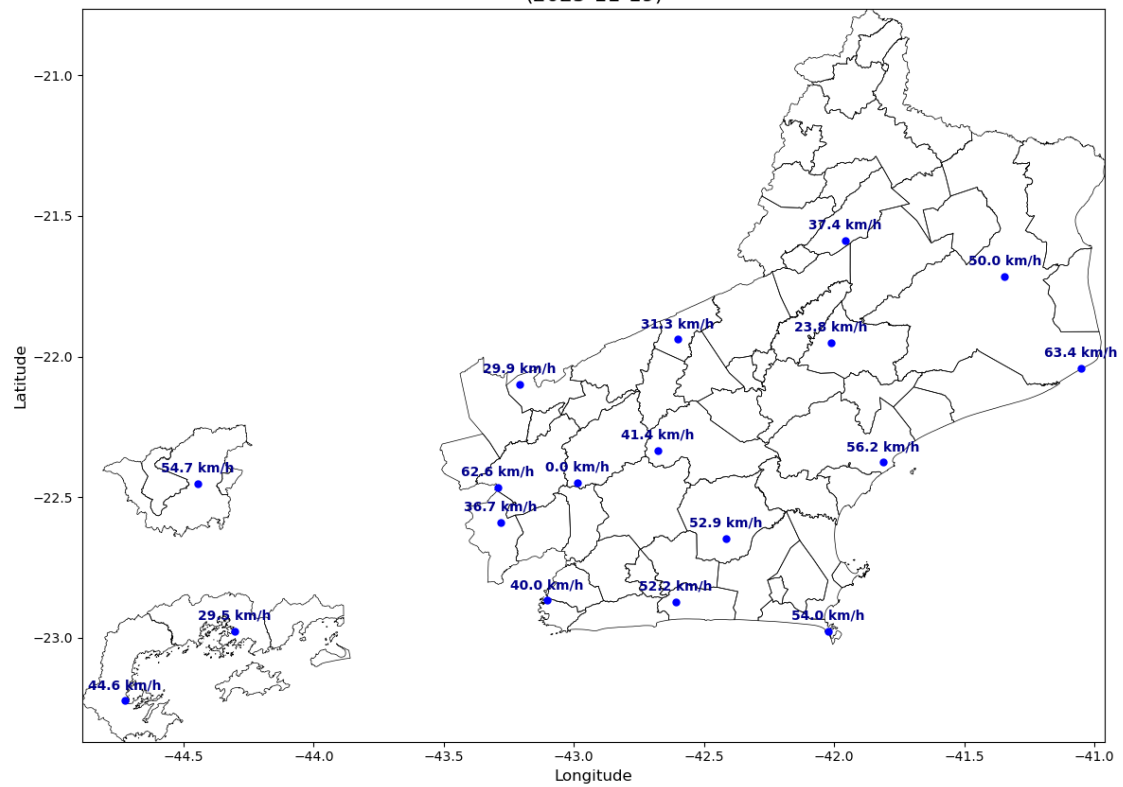 −21.0
−21.5
37.4 km/h
50.0 km/h
31.3 km/h
23.8 km/h
−22.0
63.4 km/h
29.9 km/h
Latitude
41.4 km/h
56.2 km/h
54.7 km/h
62.6 km/h
0.0 km/h
−22.5
36.7 km/h
52.9 km/h
40.0 km/h
52.2 km/h
29.5 km/h
54.0 km/h
−23.0
44.6 km/h
−44.5
−44.0
−43.5
−43.0
−42.5
−42.0
−41.5
−41.0
Longitude